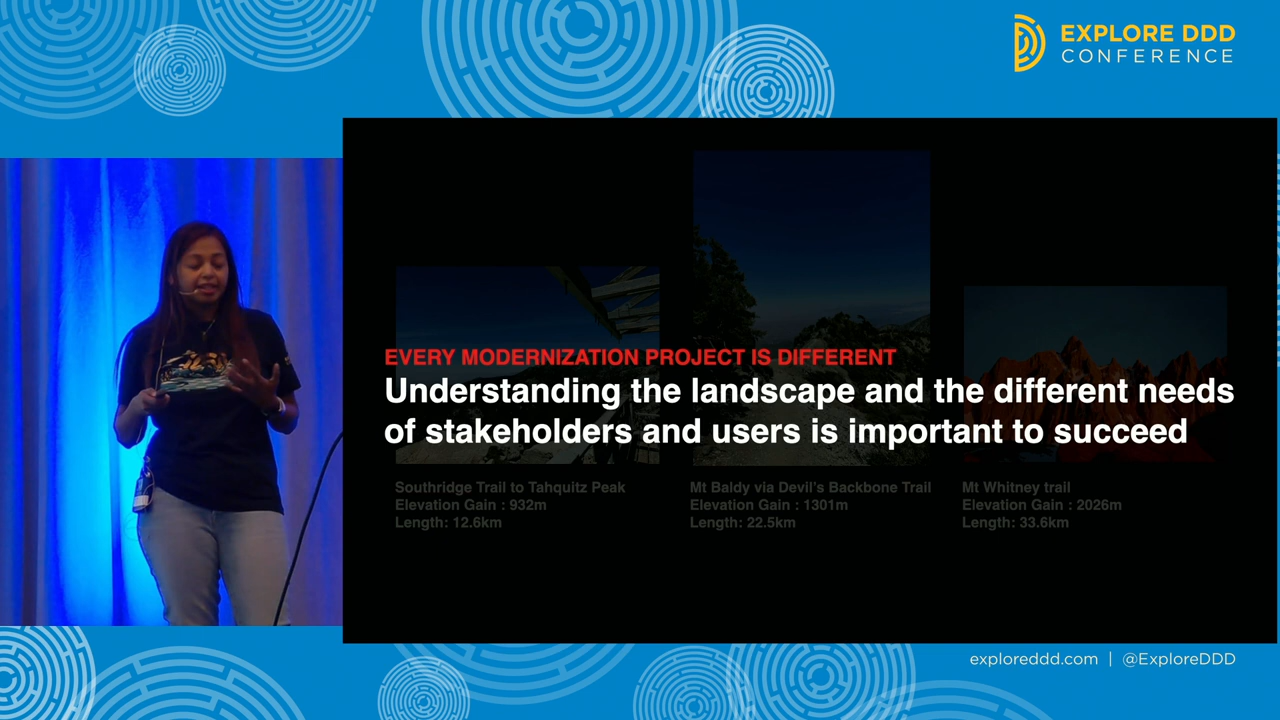 EXPLORE DDD
CONFERENCE
EVERY MODERNIZATION PROJECT IS DIFFERENT
Understanding the landscape and the different needs
of stakeholders and users is important to succeed
Southridge Trail to Tahquitz Peak
Elevation Gain : 932m
Length: 12.6km
Mt Baldy via Devil's Backbone Trail
Elevation Gain : 1301m
Length: 22.5km
Mt Whitney trail
Elevation Gain : 2026m
Length: 33.6km
exploreddd.com | @ExploreDDD